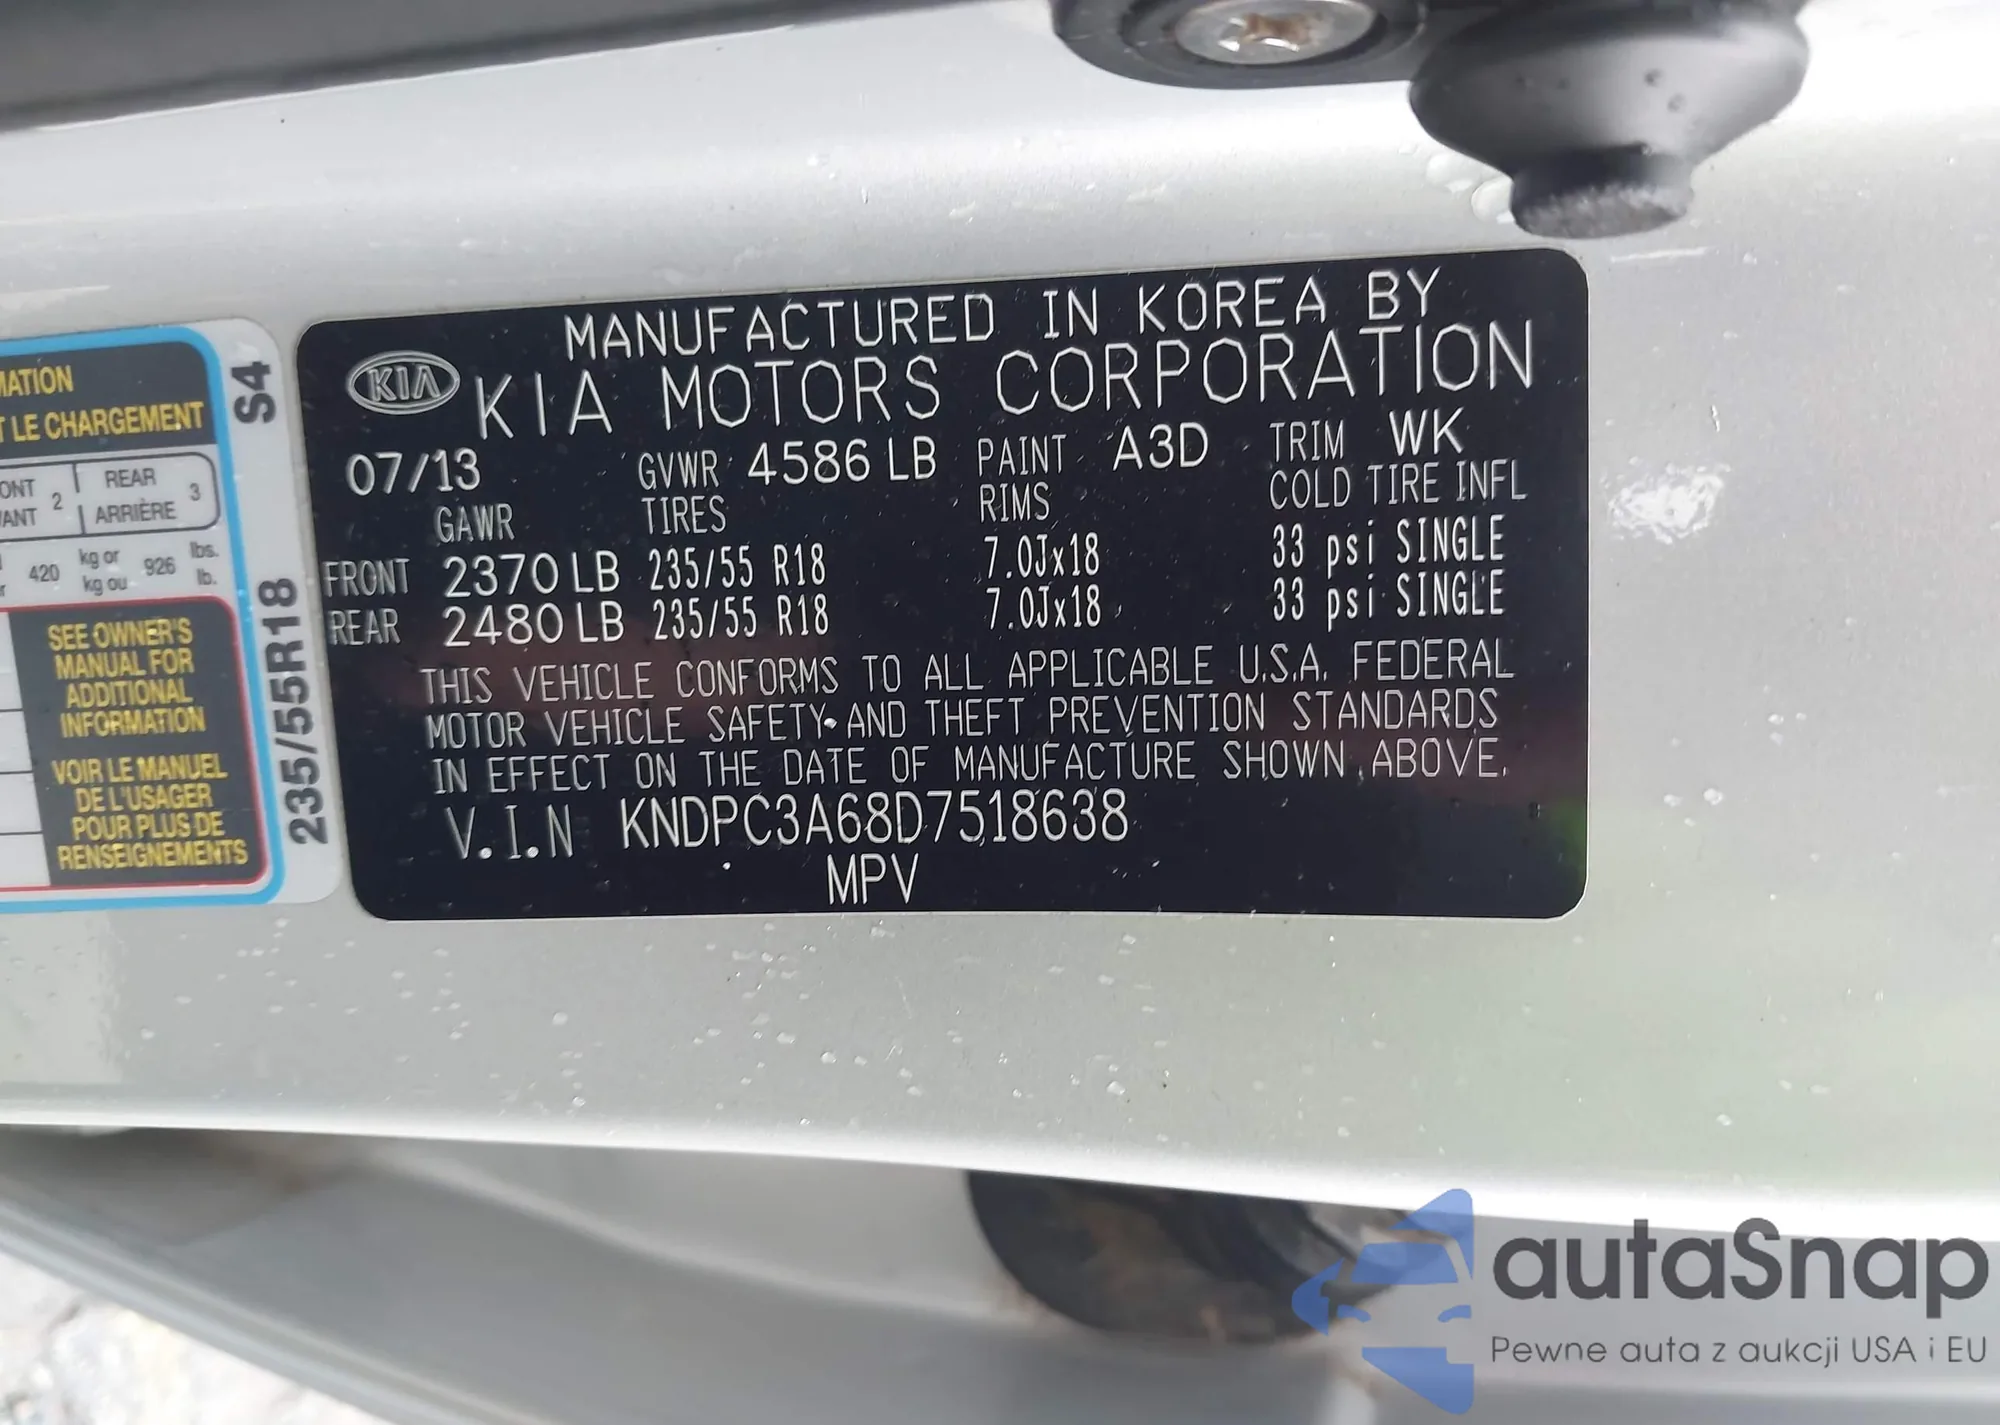 MANUFACTURED IN KOREA BY
KIA KIA MOTORS CORPORATION
07/13 GVWR 4586 LB PAINT A3D TRIM WK
GAWR TIRES RIMS COLD TIRE INFL
FRONT 2370 LB 235/55 R18 7.0Jx18 33 psi SINGLE
REAR 2480 LB 235/55 R18 7.0Jx18 33 psi SINGLE
THIS VEHICLE CONFORMS TO ALL APPLICABLE U.S.A. FEDERAL
MOTOR VEHICLE SAFETY AND THEFT PREVENTION STANDARDS
IN EFFECT ON THE DATE OF MANUFACTURE SHOWN ABOVE.
V.I.N KNDPC3A68D7518638
MPV
LE CHARGEMENT
2 REAR
ARRIÈRE 3
420 kg or 926 lbs.
kg ou lb.
SEE OWNER'S
MANUAL FOR
ADDITIONAL
INFORMATION
VOIR LE MANUEL
DE L'USAGER
POUR PLUS DE
RENSEIGNEMENTS
235/55R18 S4
autaSnap
Pewne auta z aukcji USA i EU